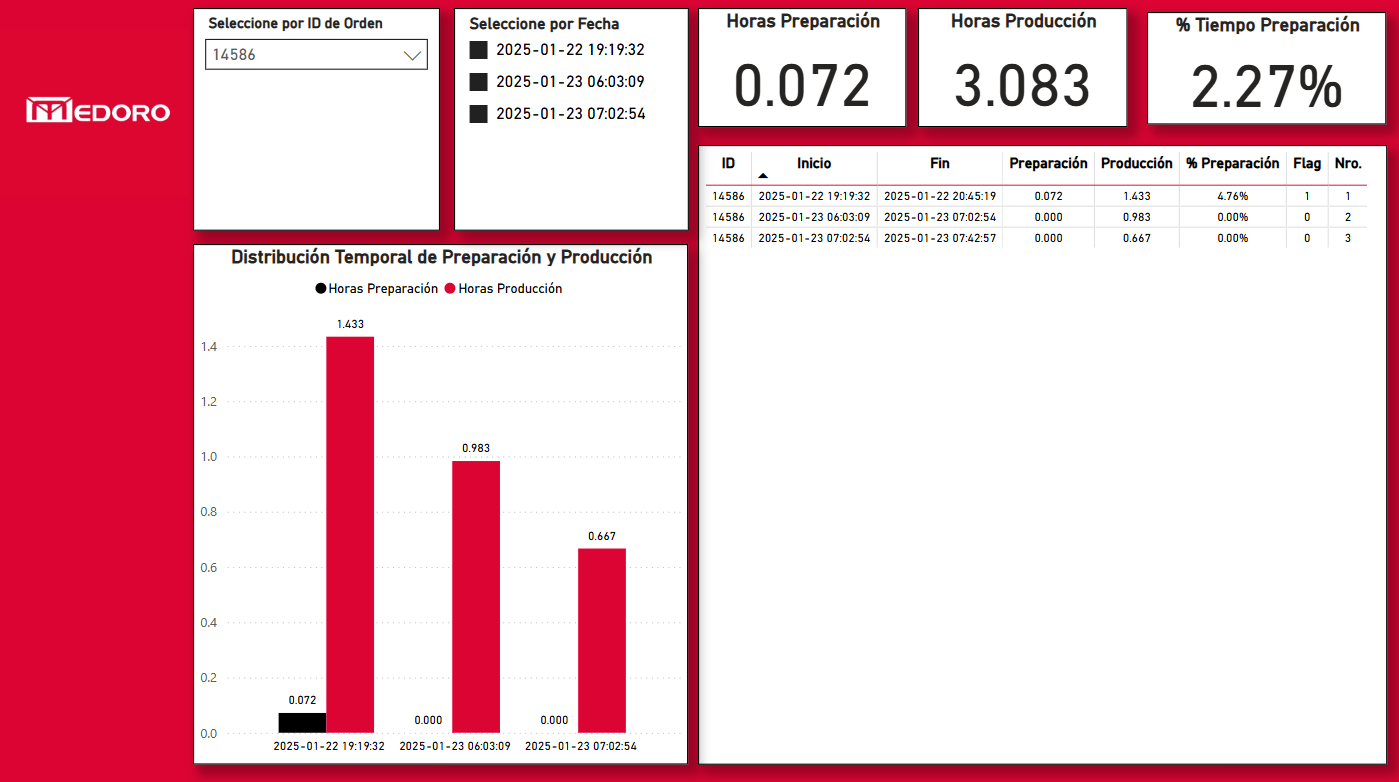 MEDORO
Seleccione por ID de Orden
14586
Seleccione por Fecha
2025-01-22 19:19:32
2025-01-23 06:03:09
2025-01-23 07:02:54
Horas Preparación
0.072
Horas Producción
3.083
% Tiempo Preparación
2.27%
ID Inicio Fin Preparación Producción % Preparación Flag Nro.
14586 2025-01-22 19:19:32 2025-01-22 20:45:19 0.072 1.433 4.76% 1 1
14586 2025-01-23 06:03:09 2025-01-23 07:02:54 0.000 0.983 0.00% 0 2
14586 2025-01-23 07:02:54 2025-01-23 07:42:57 0.000 0.667 0.00% 0 3
Distribución Temporal de Preparación y Producción
Horas Preparación Horas Producción
1.433
1.4
1.2
0.983
1.0
0.8
0.667
0.6
0.4
0.2
0.072
0.000 0.000
0.0
2025-01-22 19:19:32 2025-01-23 06:03:09 2025-01-23 07:02:54